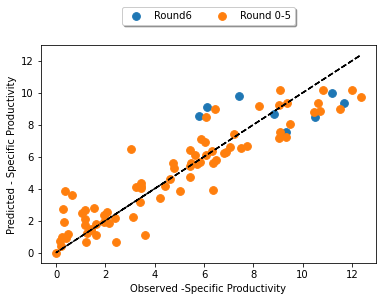 Round6 Round 0-5
12
10
8
6
4
2
0
Predicted - Specific Productivity
0 2 4 6 8 10 12
Observed -Specific Productivity